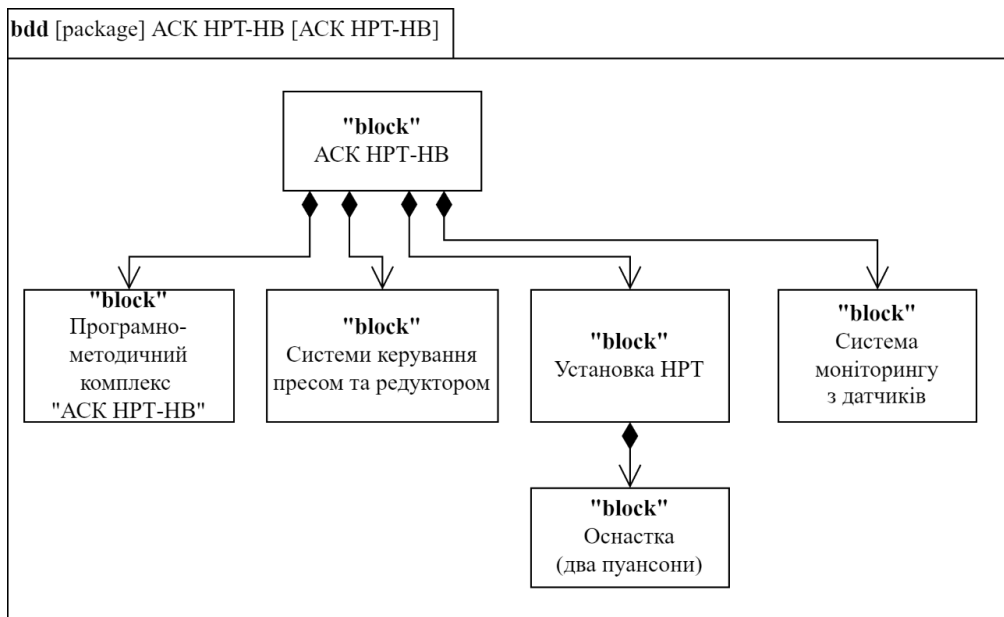 bdd [package] АСК НРТ-НВ [АСК НРТ-НВ]
"block"
АСК НРТ-НВ
"block"
Програмно-
методичний
комплекс
"АСК НРТ-НВ"
"block"
Системи керування
пресом та редуктором
"block"
Установка НРТ
"block"
Система
моніторингу
з датчиків
"block"
Оснастка
(два пуансони)